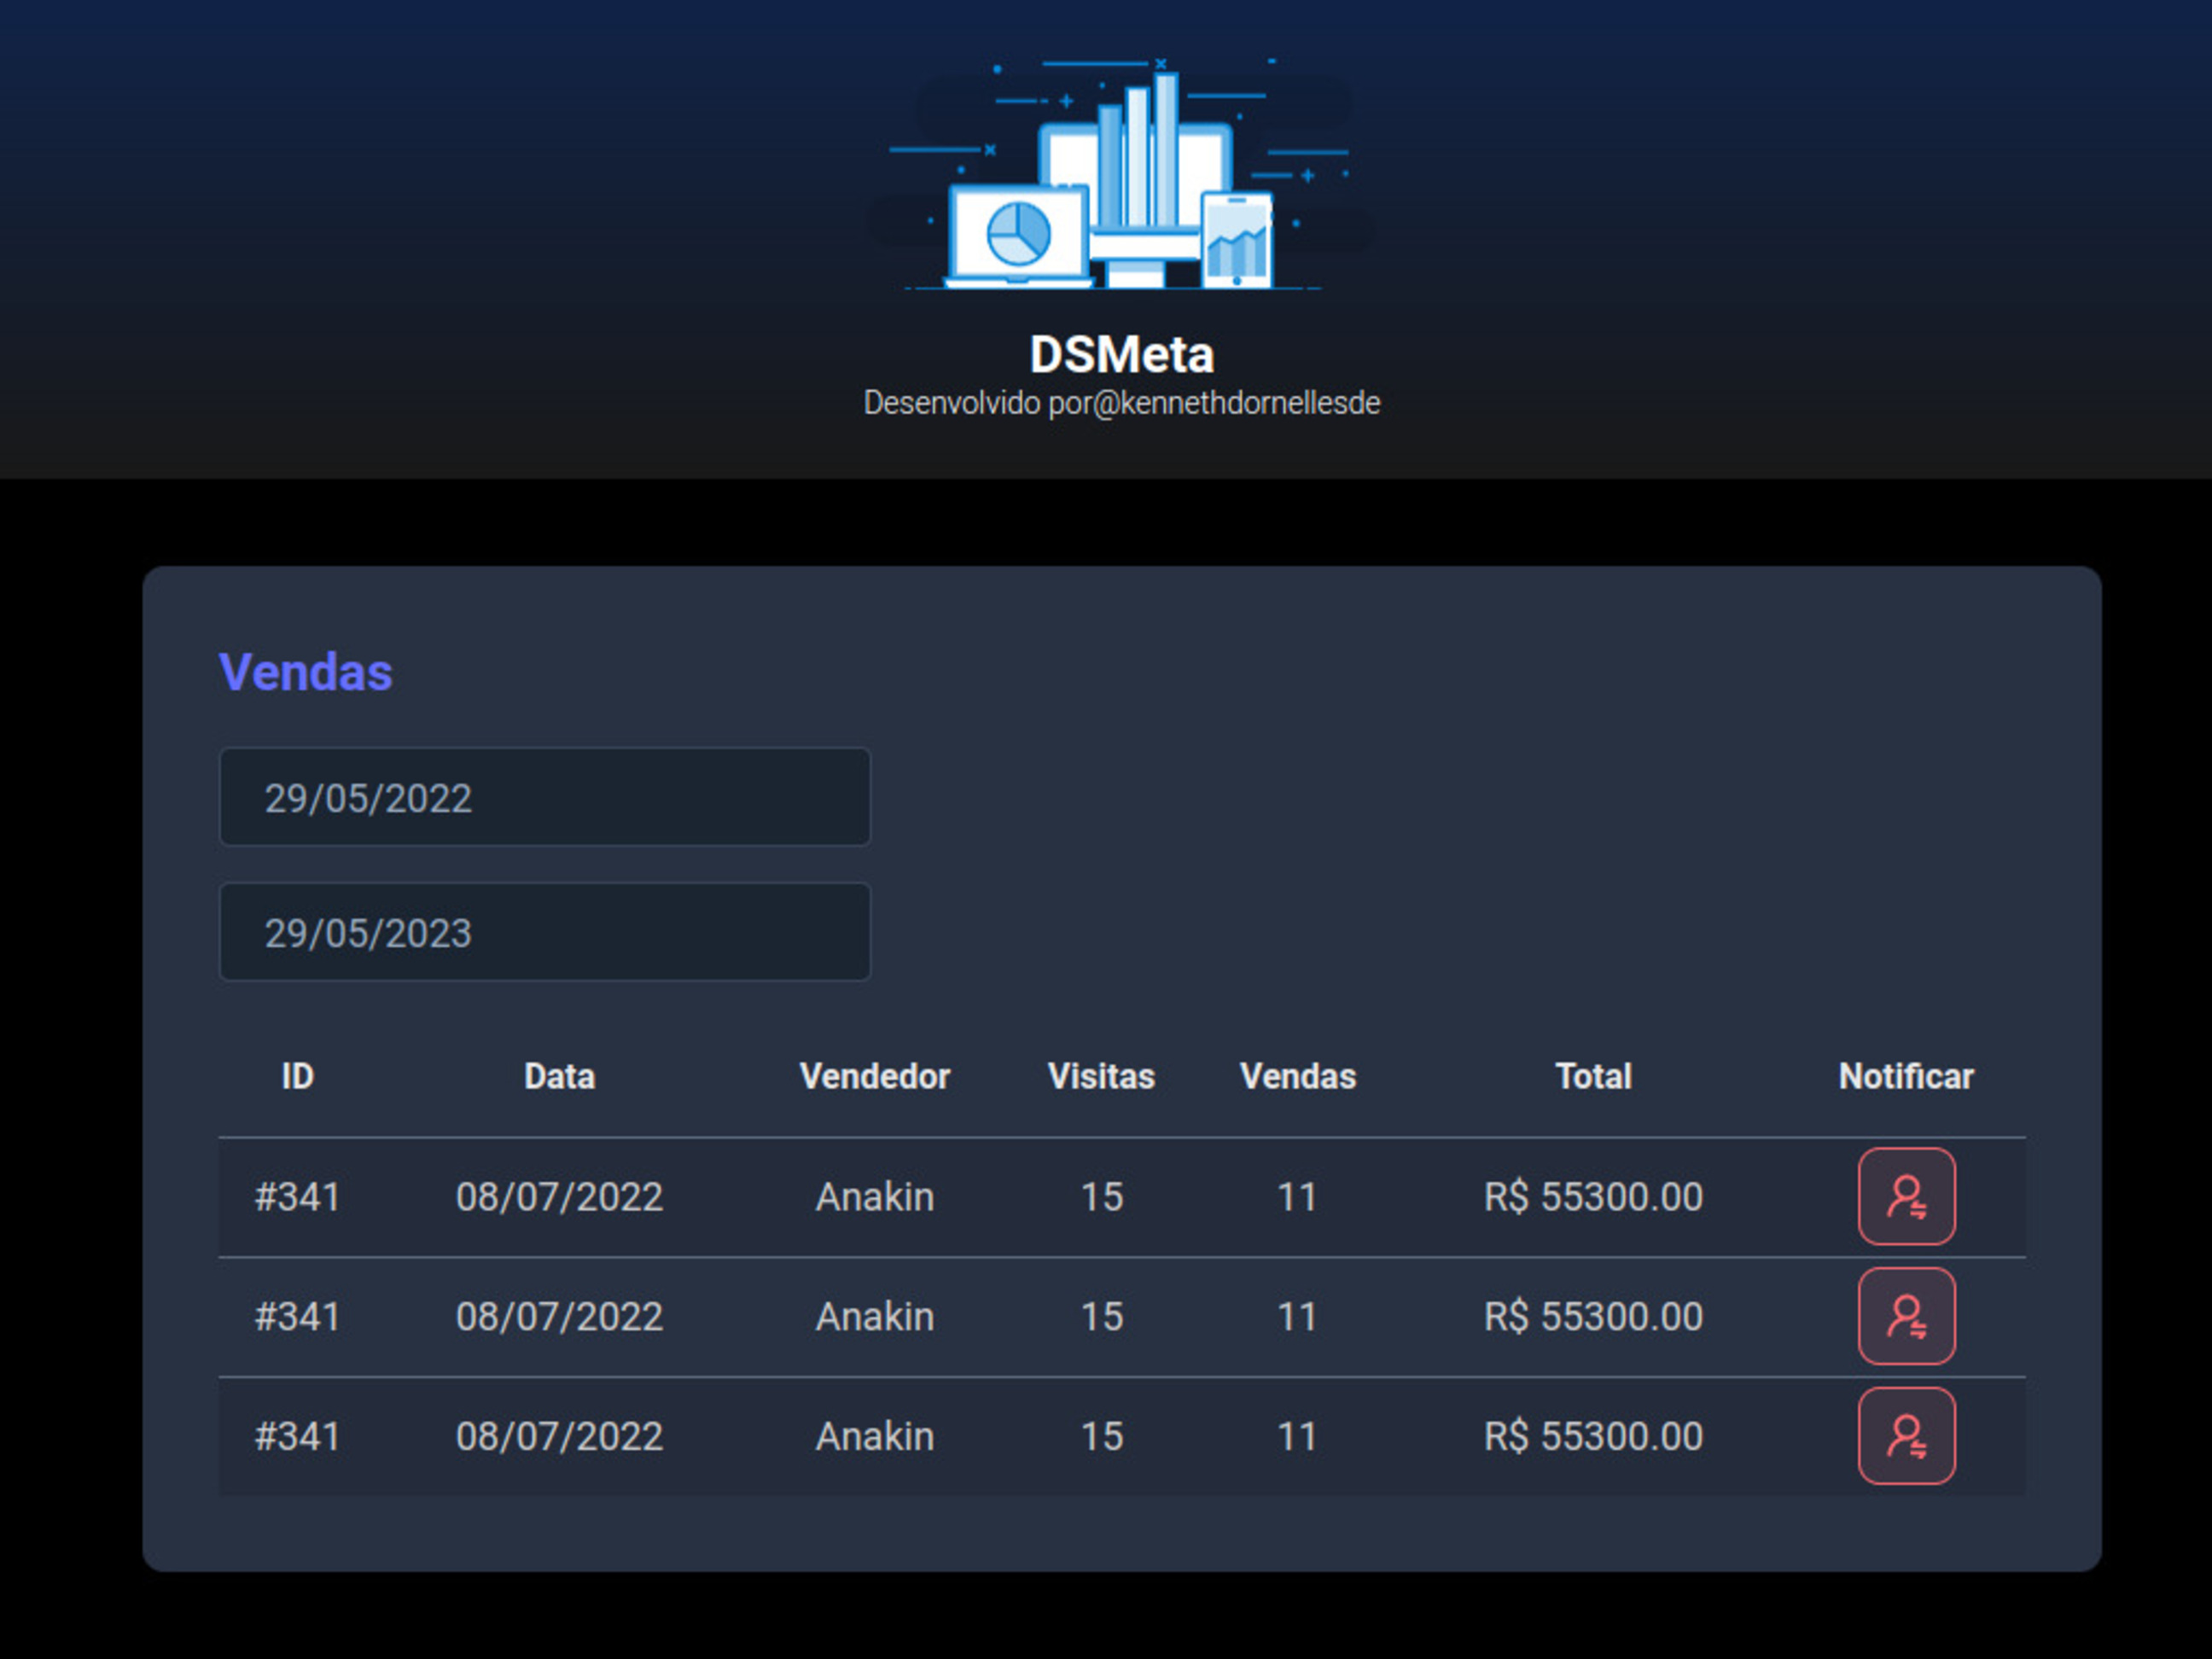 DSMeta
Desenvolvido por@kennethdornellesde
Vendas
29/05/2022
29/05/2023
ID Data Vendedor Visitas Vendas Total Notificar
#341 08/07/2022 Anakin 15 11 R$ 55300.00
#341 08/07/2022 Anakin 15 11 R$ 55300.00
#341 08/07/2022 Anakin 15 11 R$ 55300.00